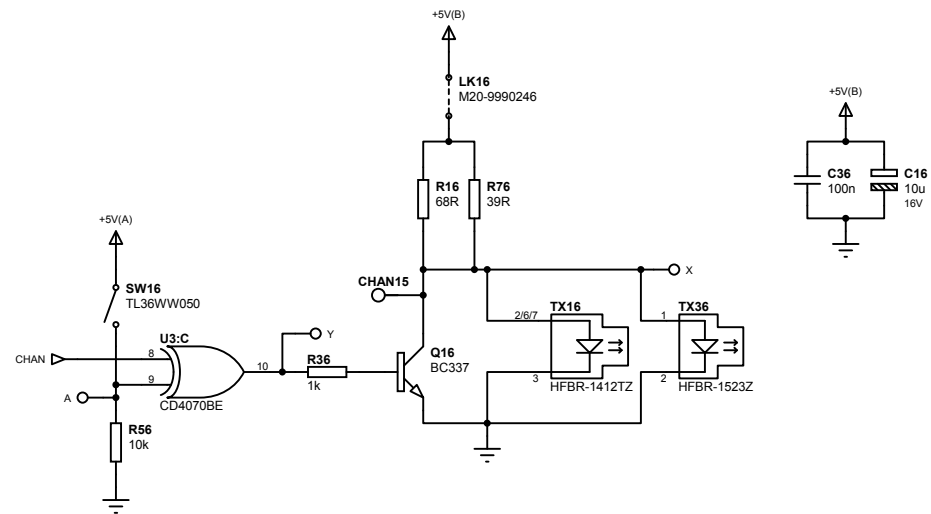 +5V(B)
LK16
M20-9990246
+5V(B)
C36
100n
C16
10u
16V
R16
68R
R76
39R
+5V(A)
SW16
TL36WW050
CHAN15
X
TX16
2/6/7
3
HFBR-1412TZ
TX36
1
2
HFBR-1523Z
U3:C
CHAN
8
9
10
CD4070BE
Y
R36
1k
Q16
BC337
A
R56
10k